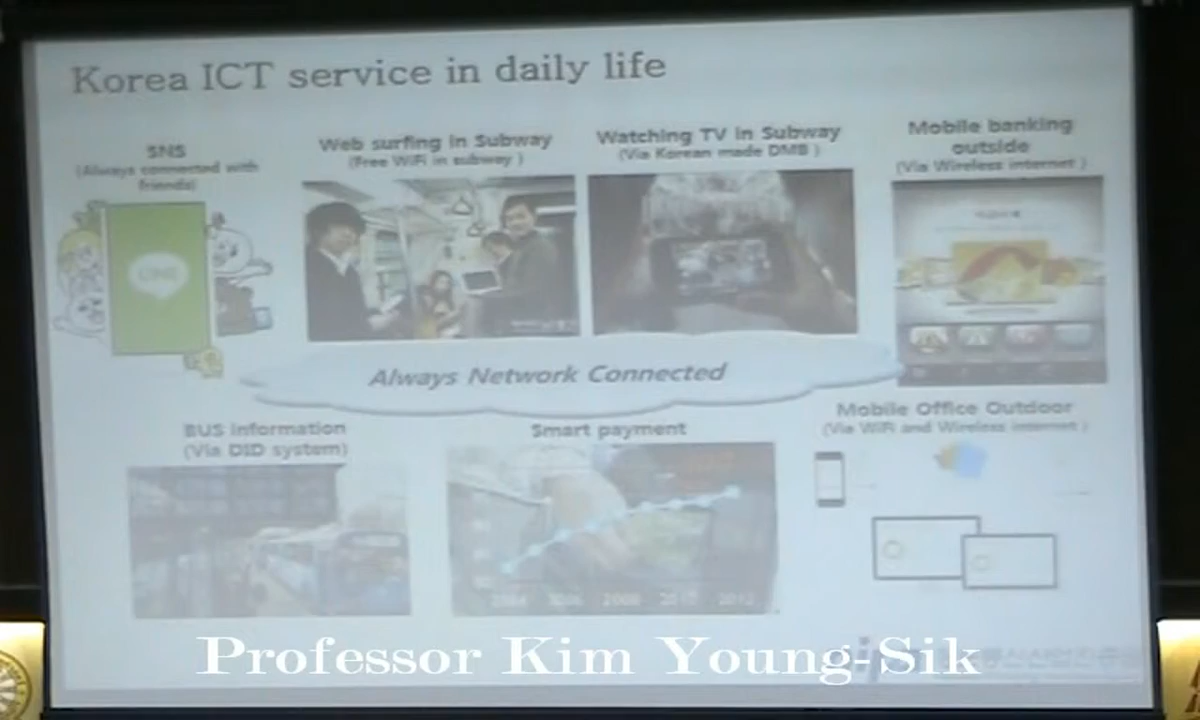 Korea ICT service in daily life
SNS
(Always connected with
friends)
Web surfing in Subway
(Free WiFi in subway )
Watching TV in Subway
(Via Korean made DMB )
Mobile banking
outside
(Via Wireless internet )
LINE
Always Network Connected
BUS information
(Via DID system)
Smart payment
Mobile Office Outdoor
(Via WiFi and Wireless internet )
2004 2006 2008 2010 2012
Professor Kim Young-Sik